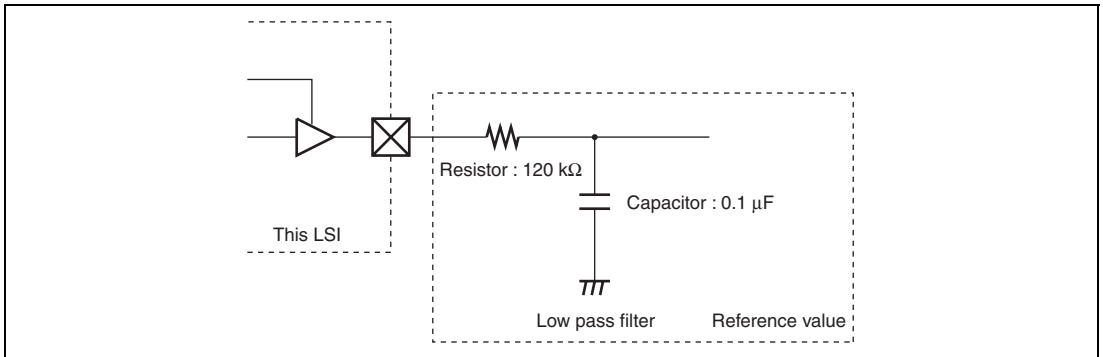 Resistor : 120 kΩ
Capacitor : 0.1 μF
This LSI
Low pass filter
Reference value